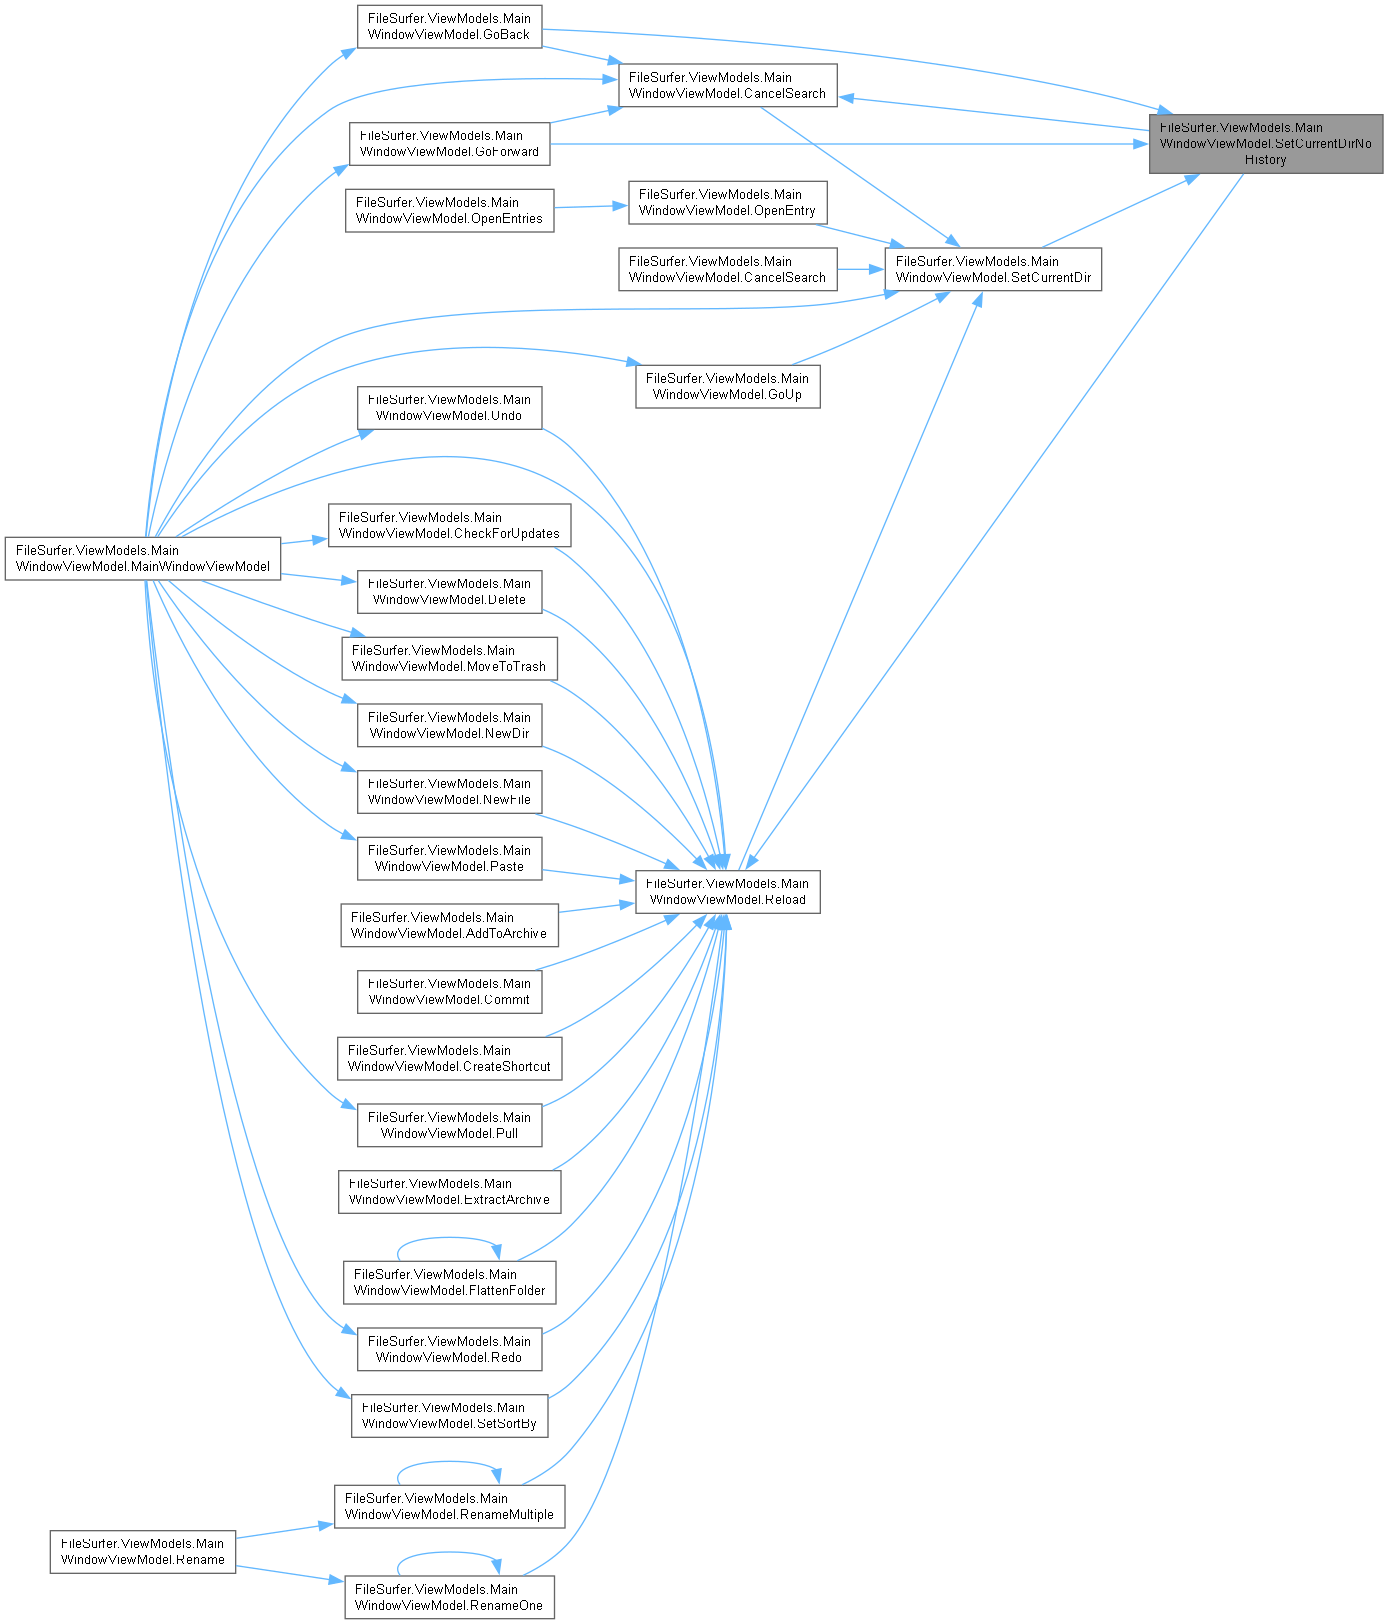 FileSurfer.ViewModels.Main
WindowViewModel.GoBack
FileSurfer.ViewModels.Main
WindowViewModel.CancelSearch
FileSurfer.ViewModels.Main
WindowViewModel.SetCurrentDirNo
History
FileSurfer.ViewModels.Main
WindowViewModel.GoForward
FileSurfer.ViewModels.Main
WindowViewModel.OpenEntries
FileSurfer.ViewModels.Main
WindowViewModel.OpenEntry
FileSurfer.ViewModels.Main
WindowViewModel.CancelSearch
FileSurfer.ViewModels.Main
WindowViewModel.SetCurrentDir
FileSurfer.ViewModels.Main
WindowViewModel.GoUp
FileSurfer.ViewModels.Main
WindowViewModel.Undo
FileSurfer.ViewModels.Main
WindowViewModel.CheckForUpdates
FileSurfer.ViewModels.Main
WindowViewModel.MainWindowViewModel
FileSurfer.ViewModels.Main
WindowViewModel.Delete
FileSurfer.ViewModels.Main
WindowViewModel.MoveToTrash
FileSurfer.ViewModels.Main
WindowViewModel.NewDir
FileSurfer.ViewModels.Main
WindowViewModel.NewFile
FileSurfer.ViewModels.Main
WindowViewModel.Paste
FileSurfer.ViewModels.Main
WindowViewModel.Reload
FileSurfer.ViewModels.Main
WindowViewModel.AddToArchive
FileSurfer.ViewModels.Main
WindowViewModel.Commit
FileSurfer.ViewModels.Main
WindowViewModel.CreateShortcut
FileSurfer.ViewModels.Main
WindowViewModel.Pull
FileSurfer.ViewModels.Main
WindowViewModel.ExtractArchive
FileSurfer.ViewModels.Main
WindowViewModel.FlattenFolder
FileSurfer.ViewModels.Main
WindowViewModel.Redo
FileSurfer.ViewModels.Main
WindowViewModel.SetSortBy
FileSurfer.ViewModels.Main
WindowViewModel.RenameMultiple
FileSurfer.ViewModels.Main
WindowViewModel.Rename
FileSurfer.ViewModels.Main
WindowViewModel.RenameOne